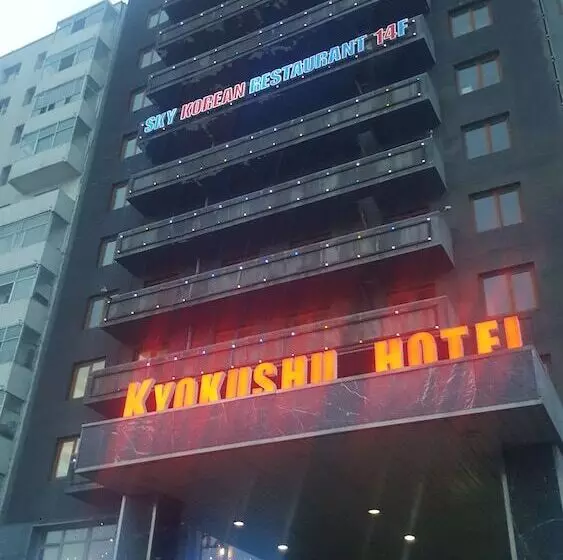 SKY KOREAN RESTAURANT 14F
KYOKUSHU HOTEL